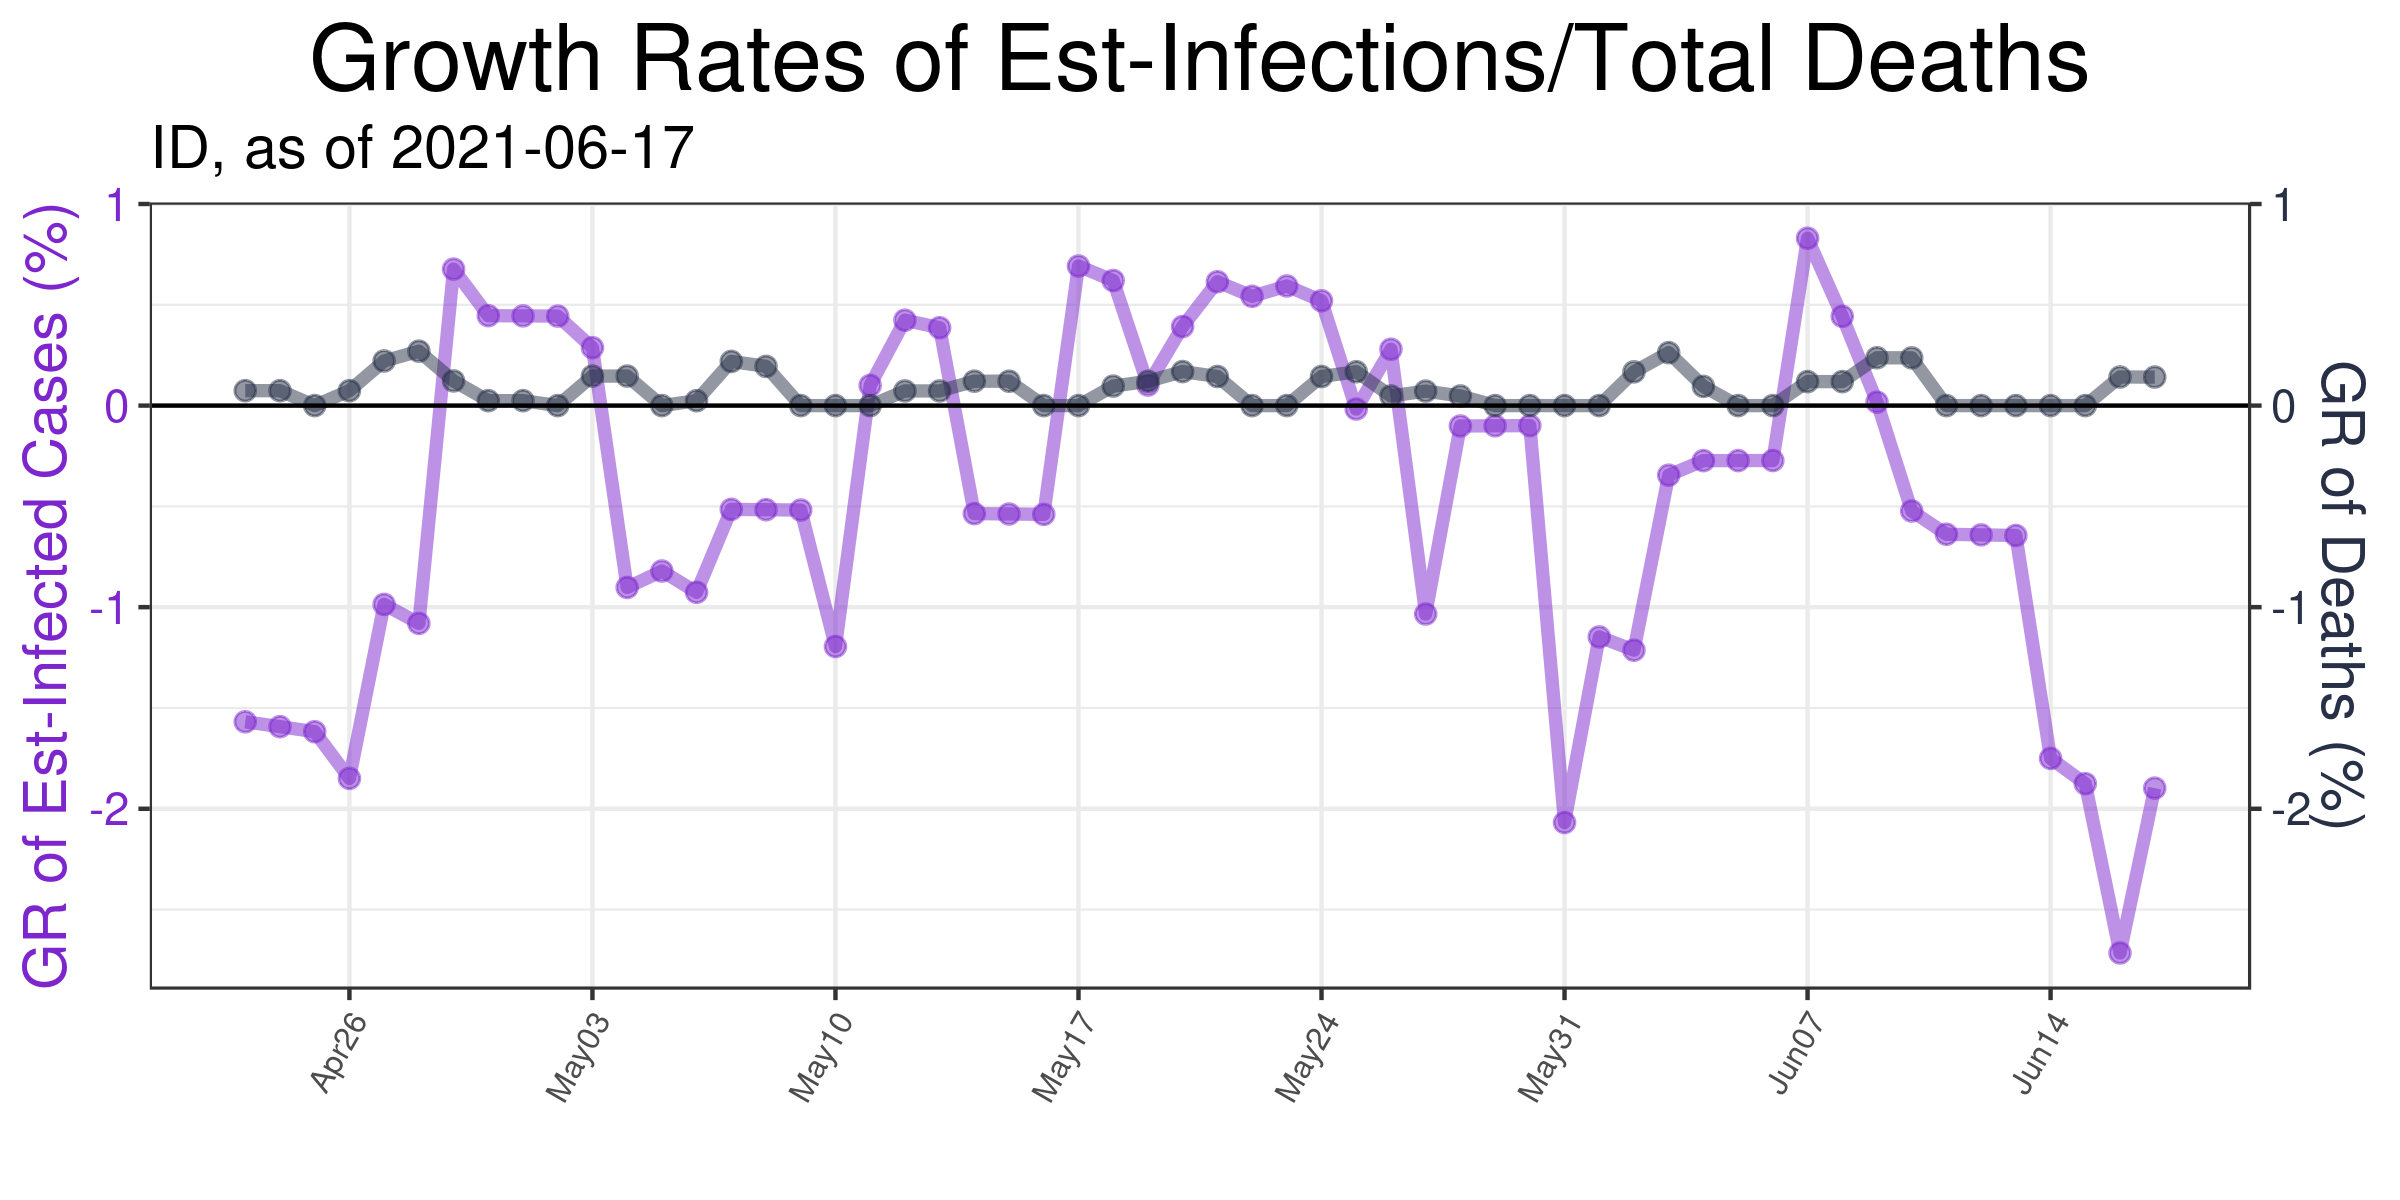 Growth Rates of Est-Infections/Total Deaths
ID, as of 2021-06-17
GR of Est-Infected Cases (%)
1
0
-1
-2
1
0
-1
-2
GR of Deaths (%)
Apr26
May03
May10
May17
May24
May31
Jun07
Jun14